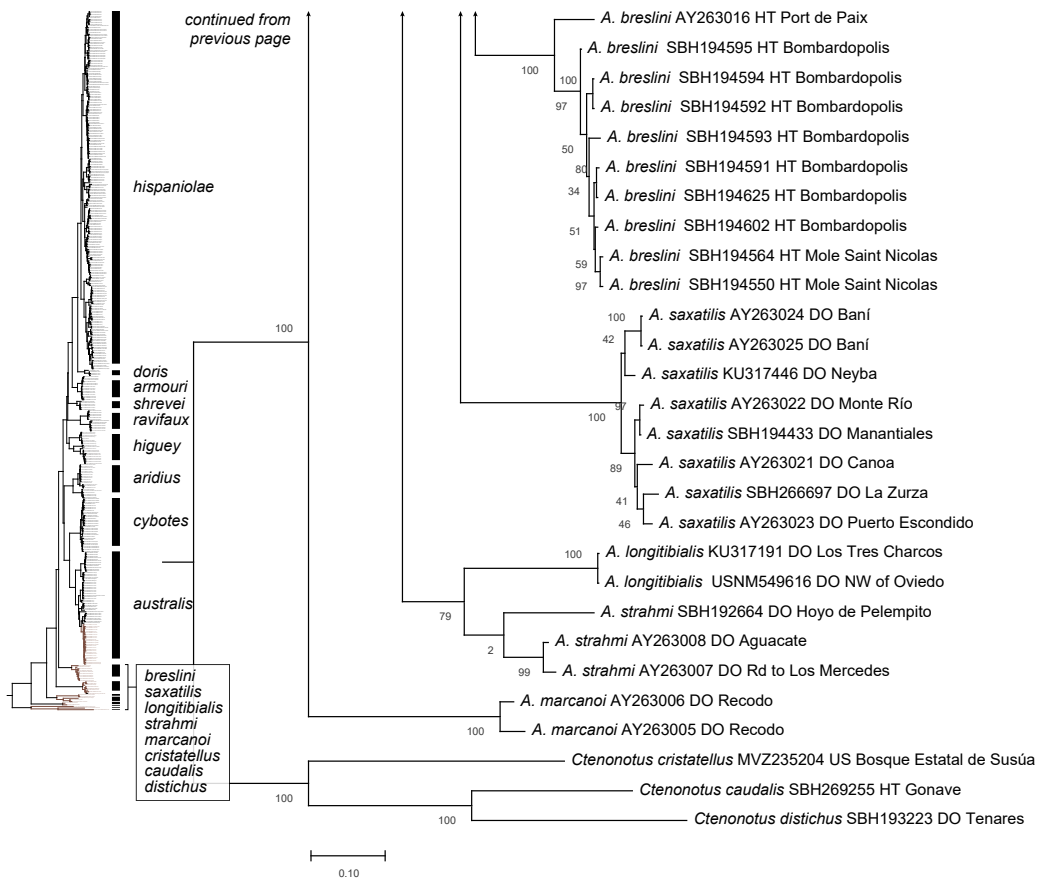 continued from
previous page
hispaniolae
doris
armouri
shrevei
ravifaux
higuey
aridius
cybotes
australis
breslini
saxatilis
longitibialis
strahmi
marcanoi
cristatellus
caudalis
distichus
A. breslini AY263016 HT Port de Paix
A. breslini SBH194595 HT Bombardopolis
A. breslini SBH194594 HT Bombardopolis
A. breslini SBH194592 HT Bombardopolis
A. breslini SBH194593 HT Bombardopolis
A. breslini SBH194591 HT Bombardopolis
A. breslini SBH194625 HT Bombardopolis
A. breslini SBH194602 HT Bombardopolis
A. breslini SBH194564 HT Mole Saint Nicolas
A. breslini SBH194550 HT Mole Saint Nicolas
A. saxatilis AY263024 DO Baní
A. saxatilis AY263025 DO Baní
A. saxatilis KU317446 DO Neyba
A. saxatilis AY263022 DO Monte Río
A. saxatilis SBH194433 DO Manantiales
A. saxatilis AY263021 DO Canoa
A. saxatilis SBH266697 DO La Zurza
A. saxatilis AY263023 DO Puerto Escondido
A. longitibialis KU317191 DO Los Tres Charcos
A. longitibialis USNM549616 DO NW of Oviedo
A. strahmi SBH192664 DO Hoyo de Pelempito
A. strahmi AY263008 DO Aguacate
A. strahmi AY263007 DO Rd to Los Mercedes
A. marcanoi AY263006 DO Recodo
A. marcanoi AY263005 DO Recodo
Ctenonotus cristatellus MVZ235204 US Bosque Estatal de Susúa
Ctenonotus caudalis SBH269255 HT Gonave
Ctenonotus distichus SBH193223 DO Tenares
100
100
97
50
80
34
51
59
97
100
100
42
97
100
89
41
46
100
79
2
99
100
100
100
0.10